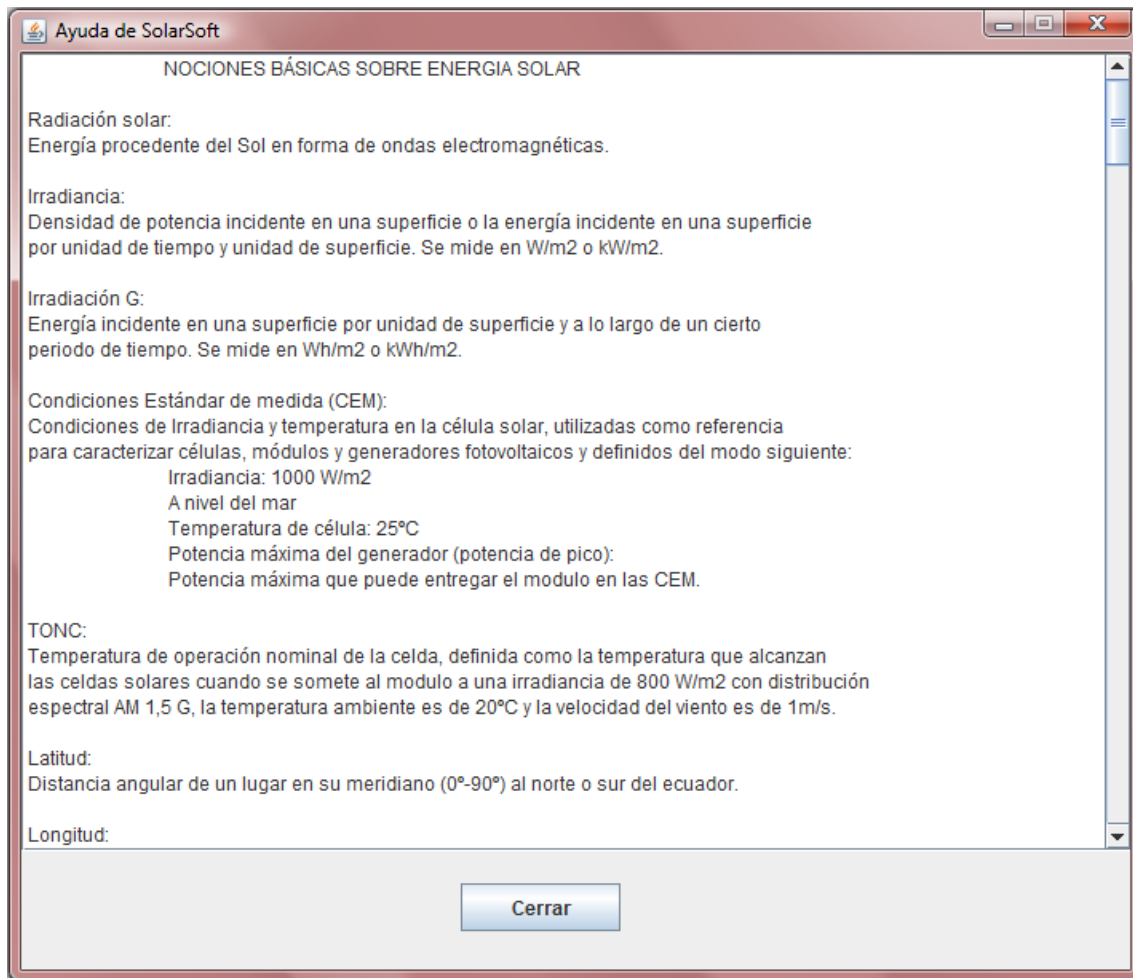 Ayuda de SolarSoft
NOCIONES BÁSICAS SOBRE ENERGIA SOLAR
Radiación solar:
Energía procedente del Sol en forma de ondas electromagnéticas.
Irradiancia:
Densidad de potencia incidente en una superficie o la energía incidente en una superficie
por unidad de tiempo y unidad de superficie. Se mide en W/m2 o kW/m2.
Irradiación G:
Energía incidente en una superficie por unidad de superficie y a lo largo de un cierto
periodo de tiempo. Se mide en Wh/m2 o kWh/m2.
Condiciones Estándar de medida (CEM):
Condiciones de Irradiancia y temperatura en la célula solar, utilizadas como referencia
para caracterizar células, módulos y generadores fotovoltaicos y definidos del modo siguiente:
Irradiancia: 1000 W/m2
A nivel del mar
Temperatura de célula: 25ºC
Potencia máxima del generador (potencia de pico):
Potencia máxima que puede entregar el modulo en las CEM.
TONC:
Temperatura de operación nominal de la celda, definida como la temperatura que alcanzan
las celdas solares cuando se somete al modulo a una irradiancia de 800 W/m2 con distribución
espectral AM 1,5 G, la temperatura ambiente es de 20ºC y la velocidad del viento es de 1m/s.
Latitud:
Distancia angular de un lugar en su meridiano (0º-90º) al norte o sur del ecuador.
Longitud:
Cerrar